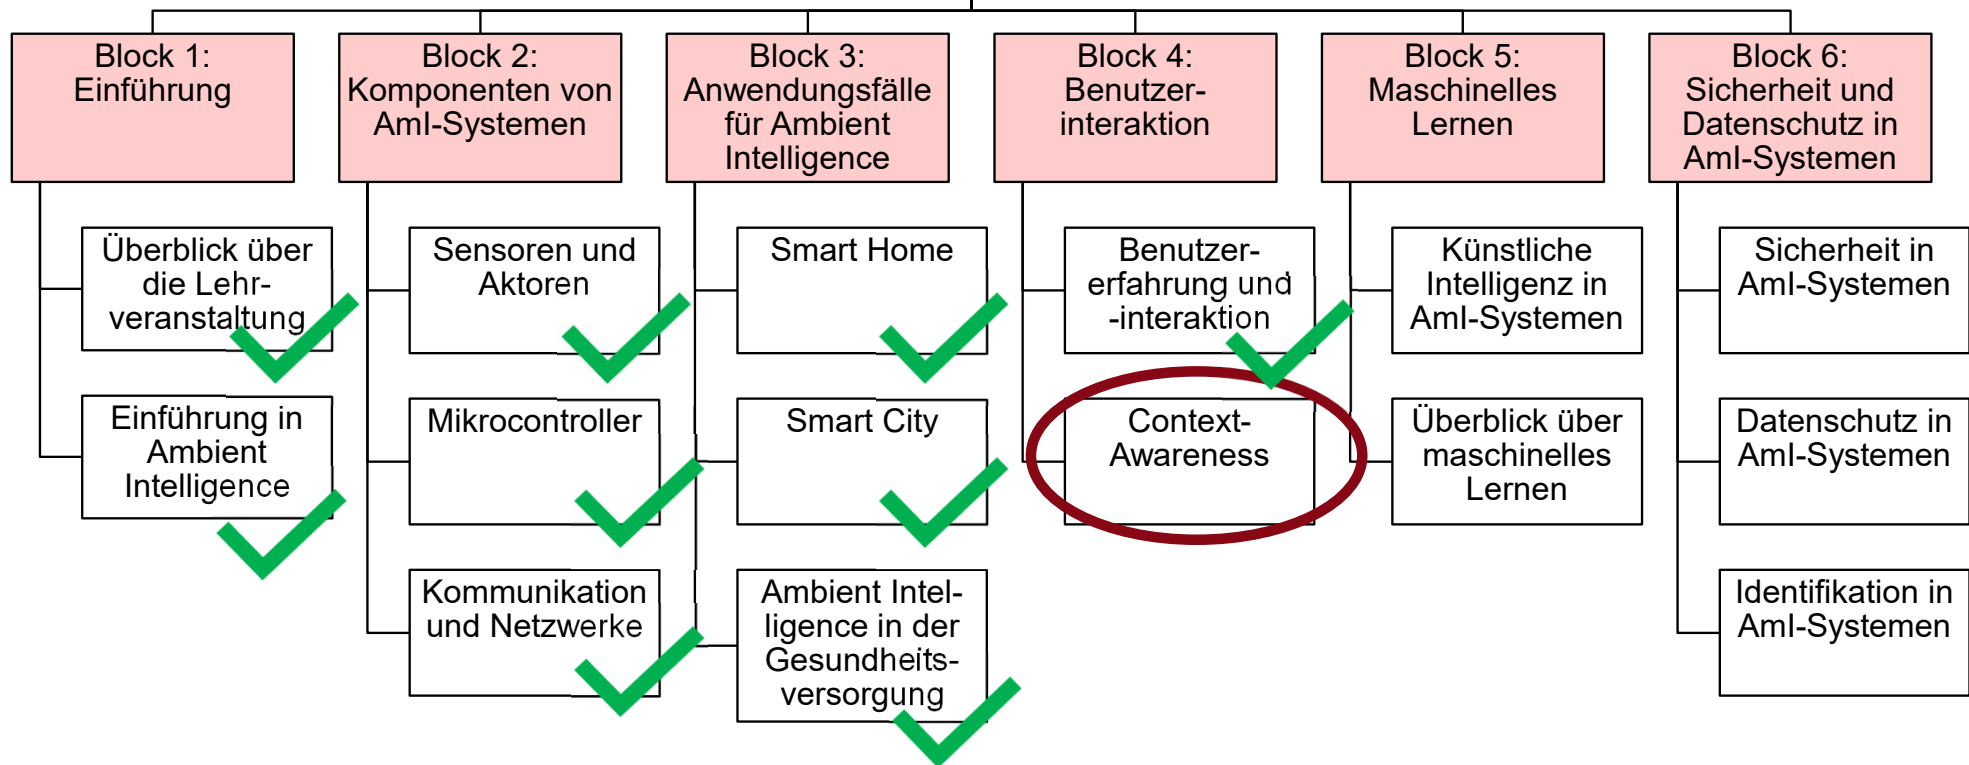 Block 1:
Einführung
Überblick über
die Lehr-
veranstaltung
Einführung in
Ambient
Intelligence
Block 2:
Komponenten von
AmI-Systemen
Sensoren und
Aktoren
Mikrocontroller
Kommunikation
und Netzwerke
Block 3:
Anwendungsfälle
für Ambient
Intelligence
Smart Home
Smart City
Ambient Intel-
ligence in der
Gesundheits-
versorgung
Block 4:
Benutzer-
interaktion
Benutzer-
erfahrung und
-interaktion
Context-
Awareness
Block 5:
Maschinelles
Lernen
Künstliche
Intelligenz in
AmI-Systemen
Überblick über
maschinelles
Lernen
Block 6:
Sicherheit und
Datenschutz in
AmI-Systemen
Sicherheit in
AmI-Systemen
Datenschutz in
AmI-Systemen
Identifikation in
AmI-Systemen